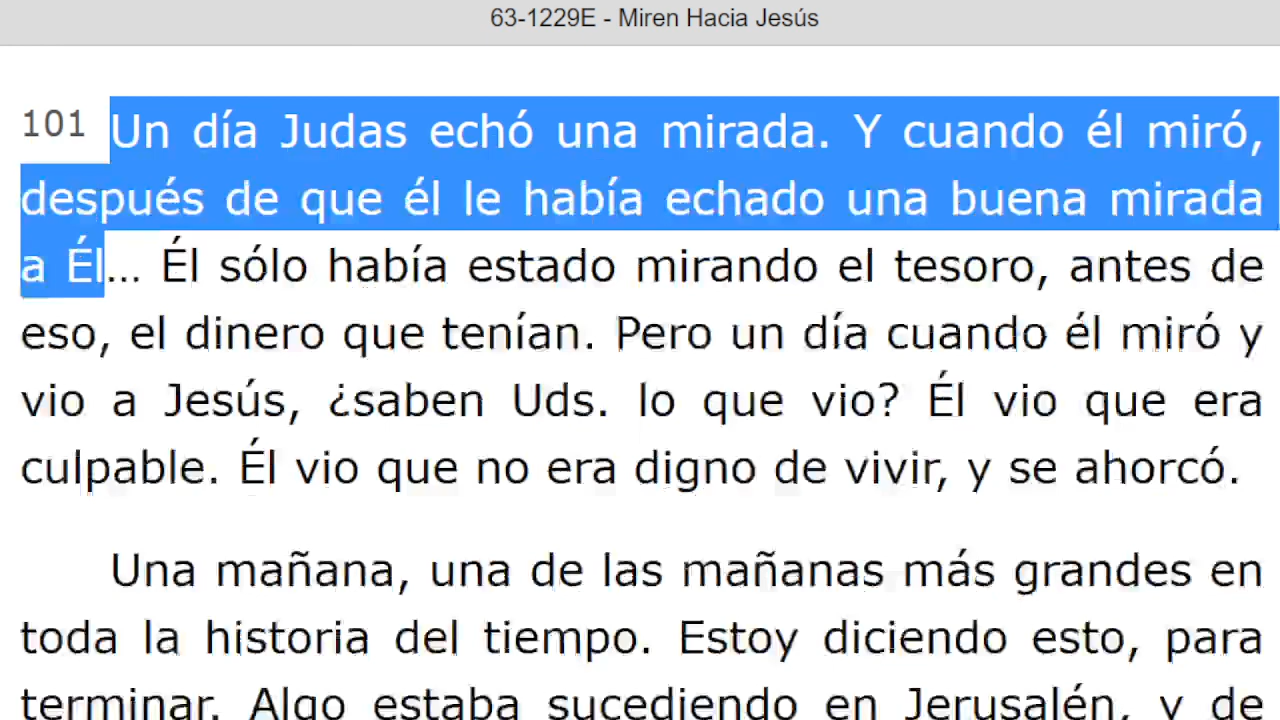 63-1229E - Miren Hacia Jesús
101 Un día Judas echó una mirada. Y cuando él miró,
después de que él le había echado una buena mirada
a Él... Él sólo había estado mirando el tesoro, antes de
eso, el dinero que tenían. Pero un día cuando él miró y
vio a Jesús, ¿saben Uds. lo que vio? Él vio que era
culpable. Él vio que no era digno de vivir, y se ahorcó.
Una mañana, una de las mañanas más grandes en
toda la historia del tiempo. Estoy diciendo esto, para
terminar. Algo estaba sucediendo en Jerusalén, y de